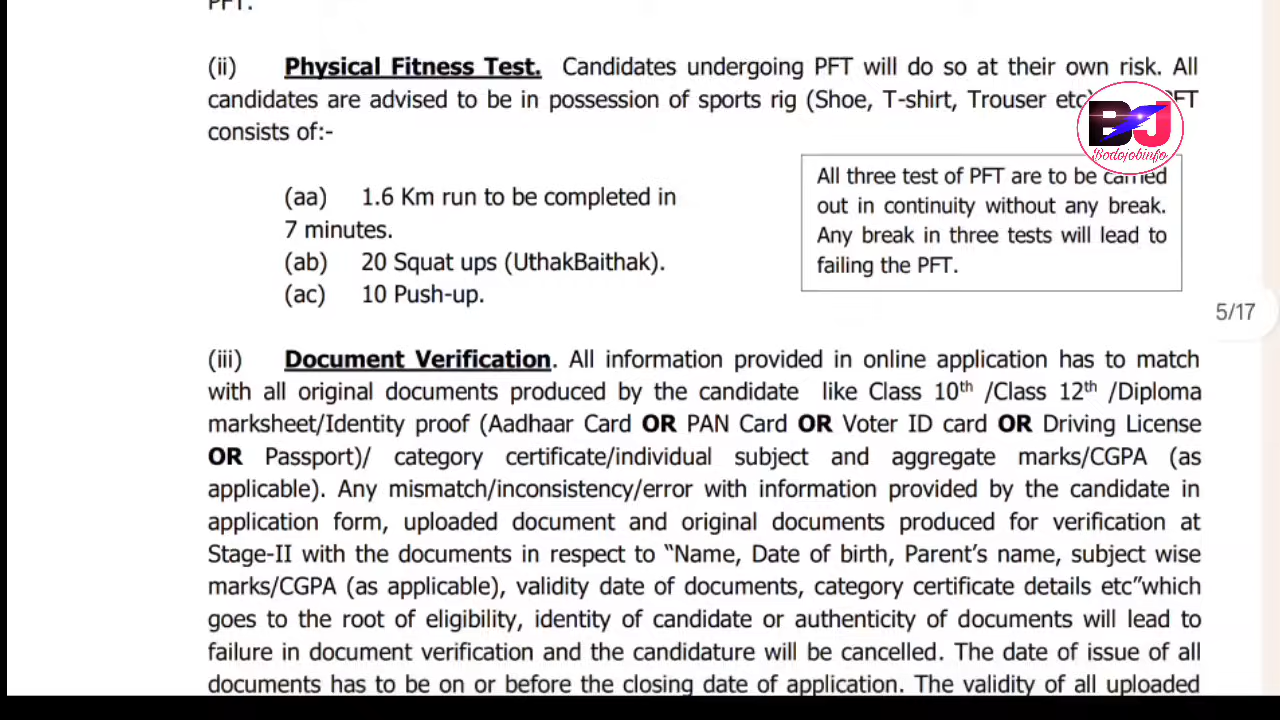 PFT.
(ii) Physical Fitness Test. Candidates undergoing PFT will do so at their own risk. All
candidates are advised to be in possession of sports rig (Shoe, T-shirt, Trouser etc)
consists of:-
BJ
Bodojobinfo
(aa) 1.6 Km run to be completed in
7 minutes.
(ab) 20 Squat ups (UthakBaithak).
(ac) 10 Push-up.
All three test of PFT are to be carried
out in continuity without any break.
Any break in three tests will lead to
failing the PFT.
5/17
(iii) Document Verification. All information provided in online application has to match
with all original documents produced by the candidate like Class 10th /Class 12th /Diploma
marksheet/Identity proof (Aadhaar Card OR PAN Card OR Voter ID card OR Driving License
OR Passport)/ category certificate/individual subject and aggregate marks/CGPA (as
applicable). Any mismatch/inconsistency/error with information provided by the candidate in
application form, uploaded document and original documents produced for verification at
Stage-II with the documents in respect to “Name, Date of birth, Parent’s name, subject wise
marks/CGPA (as applicable), validity date of documents, category certificate details etc”which
goes to the root of eligibility, identity of candidate or authenticity of documents will lead to
failure in document verification and the candidature will be cancelled. The date of issue of all
documents has to be on or before the closing date of application. The validity of all uploaded